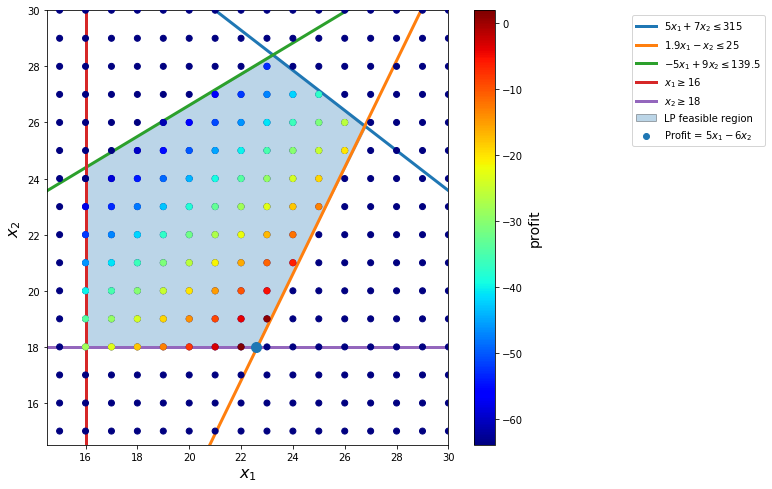 30
28
26
24
22
20
18
16
x₂
16
18
20
22
24
26
28
30
x₁
0
−10
−20
−30
−40
−50
−60
profit
5x₁ + 7x₂ ≤ 315
1.9x₁ − x₂ ≤ 25
−5x₁ + 9x₂ ≤ 139.5
x₁ ≥ 16
x₂ ≥ 18
LP feasible region
Profit = 5x₁ − 6x₂